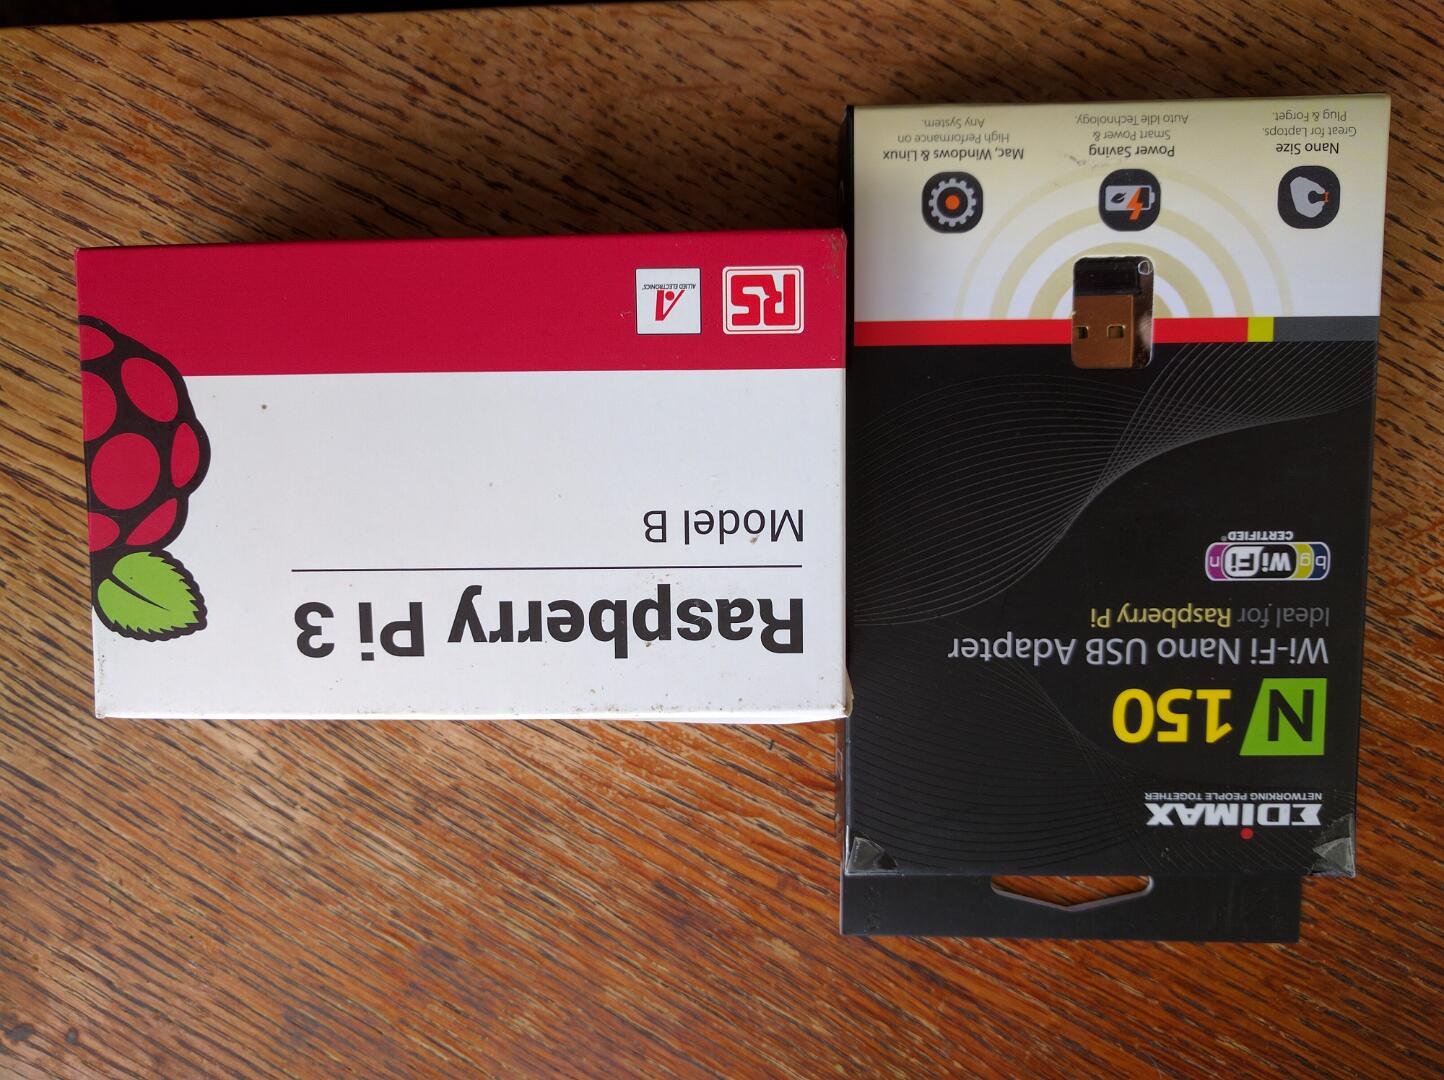 Raspberry Pi 3
Model B
RS
ALLIED ELECTRONICS
EDIMAX
NETWORKING PEOPLE TOGETHER
N 150
Wi-Fi Nano USB Adapter
Ideal for Raspberry Pi
b g Wi Fi n
CERTIFIED®
Nano Size
Great for Laptops.
Plug & Forget.
Power Saving
Smart Power &
Auto Idle Technology.
Mac, Windows & Linux
High Performance on
Any System.